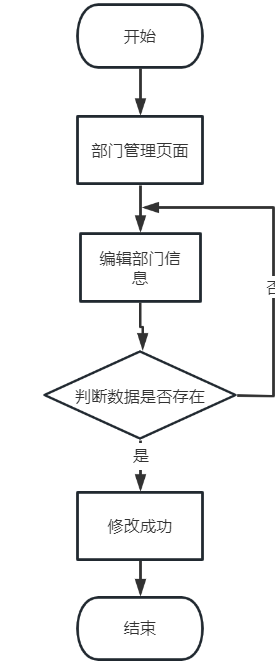 开始
部门管理页面
编辑部门信
息
否
判断数据是否存在
是
修改成功
结束